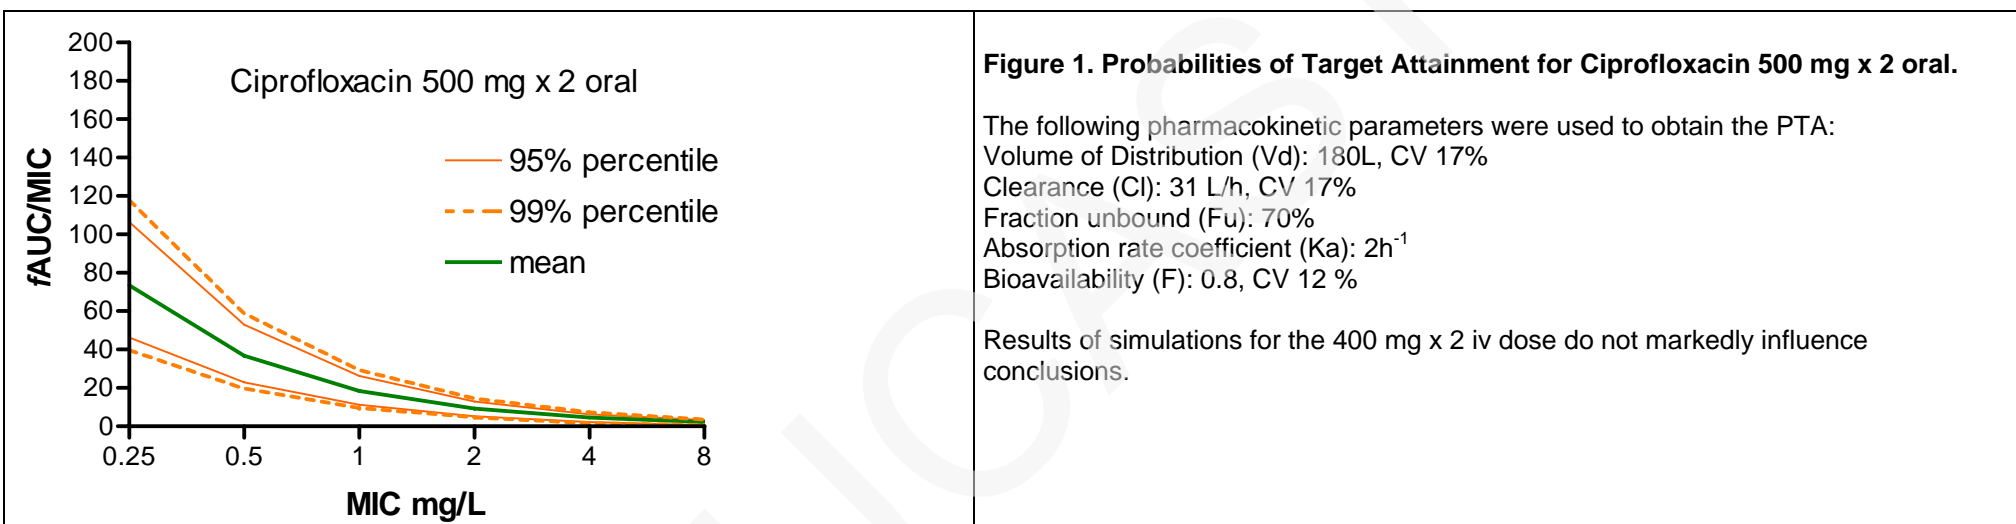 200
180
160
140
120
100
80
60
40
20
0
fAUC/MIC
Ciprofloxacin 500 mg x 2 oral
95% percentile
99% percentile
mean
0.25 0.5 1 2 4 8
MIC mg/L
Figure 1. Probabilities of Target Attainment for Ciprofloxacin 500 mg x 2 oral.
The following pharmacokinetic parameters were used to obtain the PTA:
Volume of Distribution (Vd): 180L, CV 17%
Clearance (Cl): 31 L/h, CV 17%
Fraction unbound (Fu): 70%
Absorption rate coefficient (Ka): 2h⁻¹
Bioavailability (F): 0.8, CV 12 %
Results of simulations for the 400 mg x 2 iv dose do not markedly influence
conclusions.